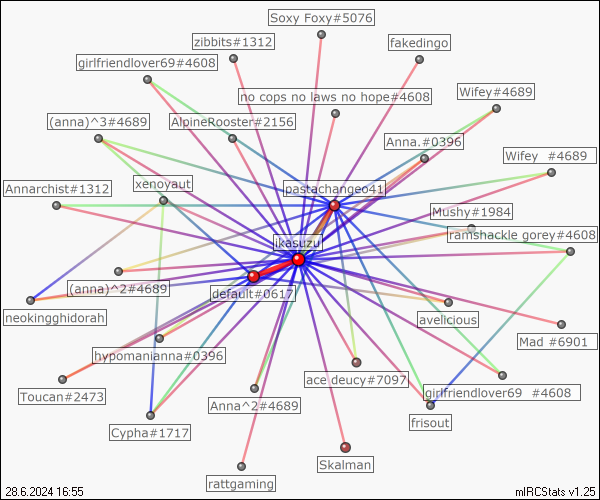 Soxy Foxy#5076
zibbits#1312
fakedingo
girlfriendlover69#4608
no cops no laws no hope#4608
Wifey#4689
(anna)^3#4689
AlpineRooster#2156
Anna.#0396
Wifey  #4689
Annarchist#1312
xenoyaut
pastachangeo41
Mushy#1984
ramshackle gorey#4608
ikasuzu
(anna)^2#4689
default#0617
neokingghidorah
avelicious
Mad #6901
hypomanianna#0396
ace deucy#7097
Toucan#2473
Anna^2#4689
girlfriendlover69  #4608
frisout
Cypha#1717
Skalman
rattgaming
28.6.2024 16:55
mIRCStats v1.25